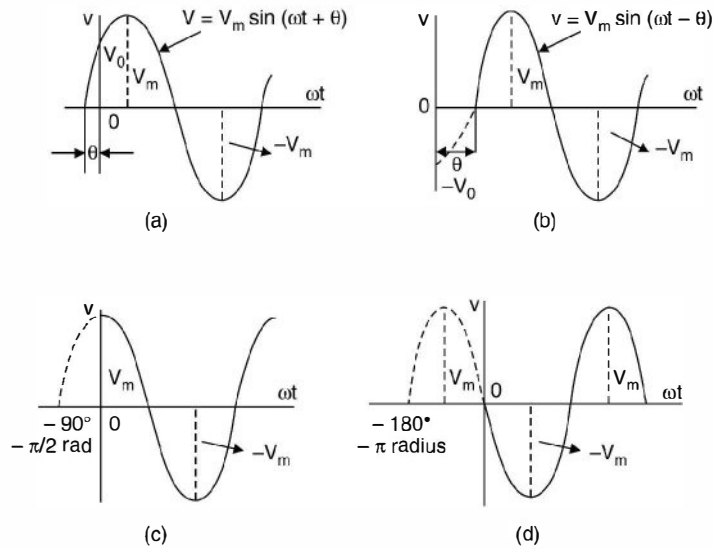 v
V = Vₘ sin (ωt + θ)
V₀
Vₘ
ωt
0
θ
−Vₘ
(a)
v
v = Vₘ sin (ωt − θ)
Vₘ
ωt
0
θ
−V₀
−Vₘ
(b)
v
Vₘ
ωt
− 90°
0
− π/2 rad
−Vₘ
(c)
v
Vₘ
0
Vₘ
ωt
− 180°
− π radius
−Vₘ
(d)